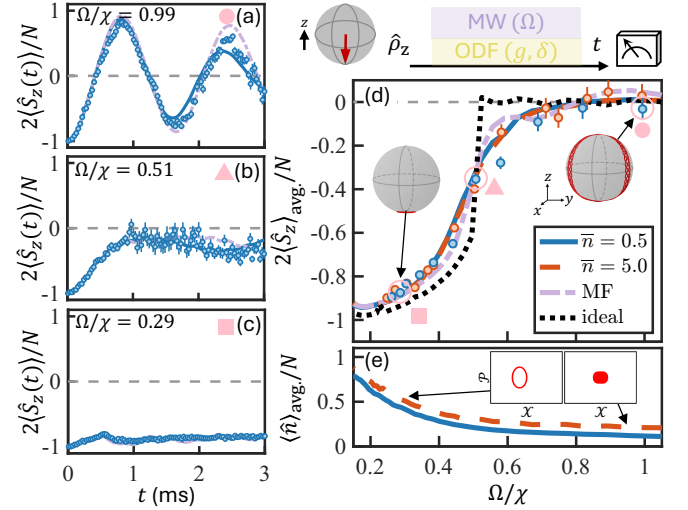 (a)
Ω/χ = 0.99
2⟨Ŝz(t)⟩/N
1
0
-1
(b)
Ω/χ = 0.51
2⟨Ŝz(t)⟩/N
1
0
-1
(c)
Ω/χ = 0.29
2⟨Ŝz(t)⟩/N
1
0
-1
0 1 2 3
t (ms)
z
ρ̂z
MW (Ω)
ODF (g, δ)
t
(d)
2⟨Ŝz⟩avg./N
0
-0.2
-0.4
-0.6
-0.8
-1
z
y
x
n̅ = 0.5
n̅ = 5.0
MF
ideal
(e)
⟨n̂⟩avg./N
1
0.5
0
𝒫
x
x
0.2 0.4 0.6 0.8 1
Ω/χ